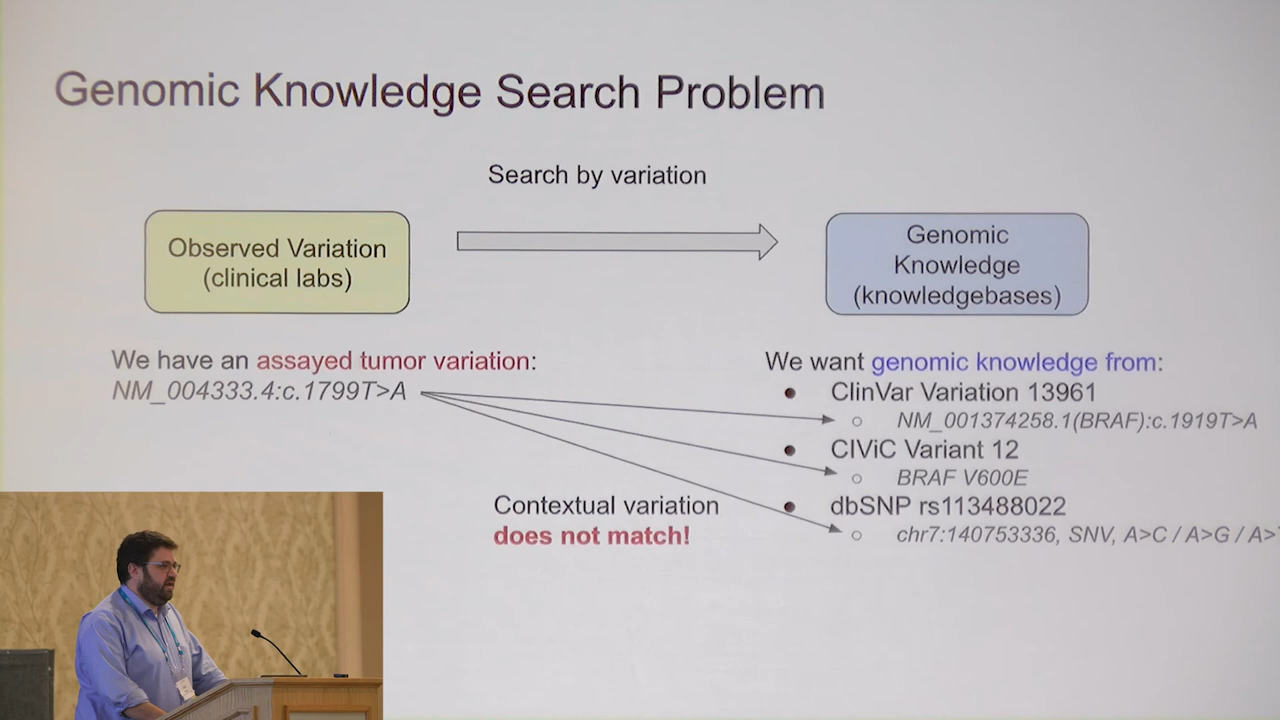 Genomic Knowledge Search Problem
Search by variation
Observed Variation
(clinical labs)
Genomic
Knowledge
(knowledgebases)
We have an assayed tumor variation:
NM_004333.4:c.1799T>A
We want genomic knowledge from:
ClinVar Variation 13961
NM_001374258.1(BRAF):c.1919T>A
CIViC Variant 12
BRAF V600E
dbSNP rs113488022
chr7:140753336, SNV, A>C / A>G / A>
Contextual variation
does not match!